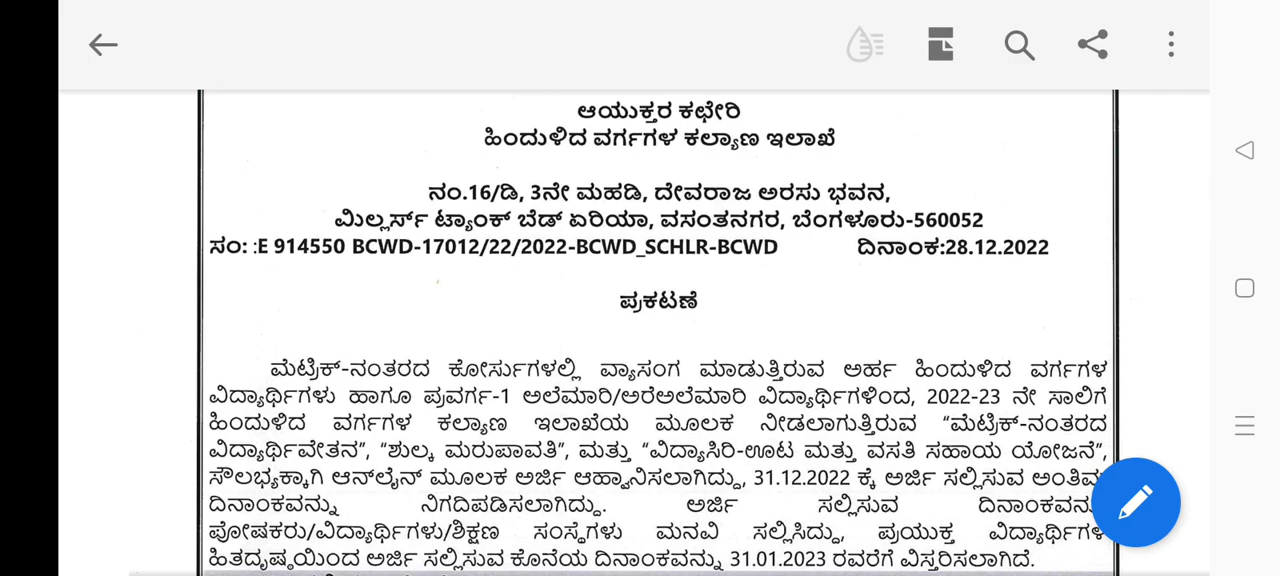 ಆಯುಕ್ತರ ಕಛೇರಿ
ಹಿಂದುಳಿದ ವರ್ಗಗಳ ಕಲ್ಯಾಣ ಇಲಾಖೆ
ನಂ.16/ಡಿ, 3ನೇ ಮಹಡಿ, ದೇವರಾಜ ಅರಸು ಭವನ,
ಮಿಲ್ಲರ್ಸ್ ಟ್ಯಾಂಕ್ ಬೆಡ್ ಏರಿಯಾ, ವಸಂತನಗರ, ಬೆಂಗಳೂರು-560052
ಸಂ: :E 914550 BCWD-17012/22/2022-BCWD_SCHLR-BCWD ದಿನಾಂಕ:28.12.2022
ಪ್ರಕಟಣೆ
ಮೆಟ್ರಿಕ್-ನಂತರದ ಕೋರ್ಸುಗಳಲ್ಲಿ ವ್ಯಾಸಂಗ ಮಾಡುತ್ತಿರುವ ಅರ್ಹ ಹಿಂದುಳಿದ ವರ್ಗಗಳ
ವಿದ್ಯಾರ್ಥಿಗಳು ಹಾಗೂ ಪ್ರವರ್ಗ-1 ಅಲೆಮಾರಿ/ಅರೆಅಲೆಮಾರಿ ವಿದ್ಯಾರ್ಥಿಗಳಿಂದ, 2022-23 ನೇ ಸಾಲಿಗೆ
ಹಿಂದುಳಿದ ವರ್ಗಗಳ ಕಲ್ಯಾಣ ಇಲಾಖೆಯ ಮೂಲಕ ನೀಡಲಾಗುತ್ತಿರುವ “ಮೆಟ್ರಿಕ್-ನಂತರದ
ವಿದ್ಯಾರ್ಥಿವೇತನ”, “ಶುಲ್ಕ ಮರುಪಾವತಿ”, ಮತ್ತು “ವಿದ್ಯಾಸಿರಿ-ಊಟ ಮತ್ತು ವಸತಿ ಸಹಾಯ ಯೋಜನೆ”,
ಸೌಲಭ್ಯಕ್ಕಾಗಿ ಆನ್‌ಲೈನ್ ಮೂಲಕ ಅರ್ಜಿ ಆಹ್ವಾನಿಸಲಾಗಿದ್ದು, 31.12.2022 ಕ್ಕೆ ಅರ್ಜಿ ಸಲ್ಲಿಸುವ ಅಂತಿಮ
ದಿನಾಂಕವನ್ನು ನಿಗದಿಪಡಿಸಲಾಗಿದ್ದು. ಅರ್ಜಿ ಸಲ್ಲಿಸುವ ದಿನಾಂಕವನ್ನು
ಪೋಷಕರು/ವಿದ್ಯಾರ್ಥಿಗಳು/ಶಿಕ್ಷಣ ಸಂಸ್ಥೆಗಳು ಮನವಿ ಸಲ್ಲಿಸಿದ್ದು, ಪ್ರಯುಕ್ತ ವಿದ್ಯಾರ್ಥಿಗಳ
ಹಿತದೃಷ್ಠಿಯಿಂದ ಅರ್ಜಿ ಸಲ್ಲಿಸುವ ಕೊನೆಯ ದಿನಾಂಕವನ್ನು 31.01.2023 ರವರೆಗೆ ವಿಸ್ತರಿಸಲಾಗಿದೆ.